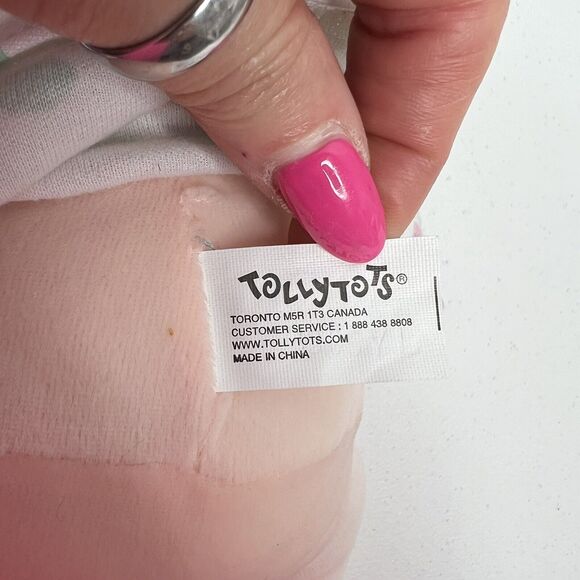 TOLLYTOTS®
TORONTO M5R 1T3 CANADA
CUSTOMER SERVICE : 1 888 438 8808
WWW.TOLLYTOTS.COM
MADE IN CHINA